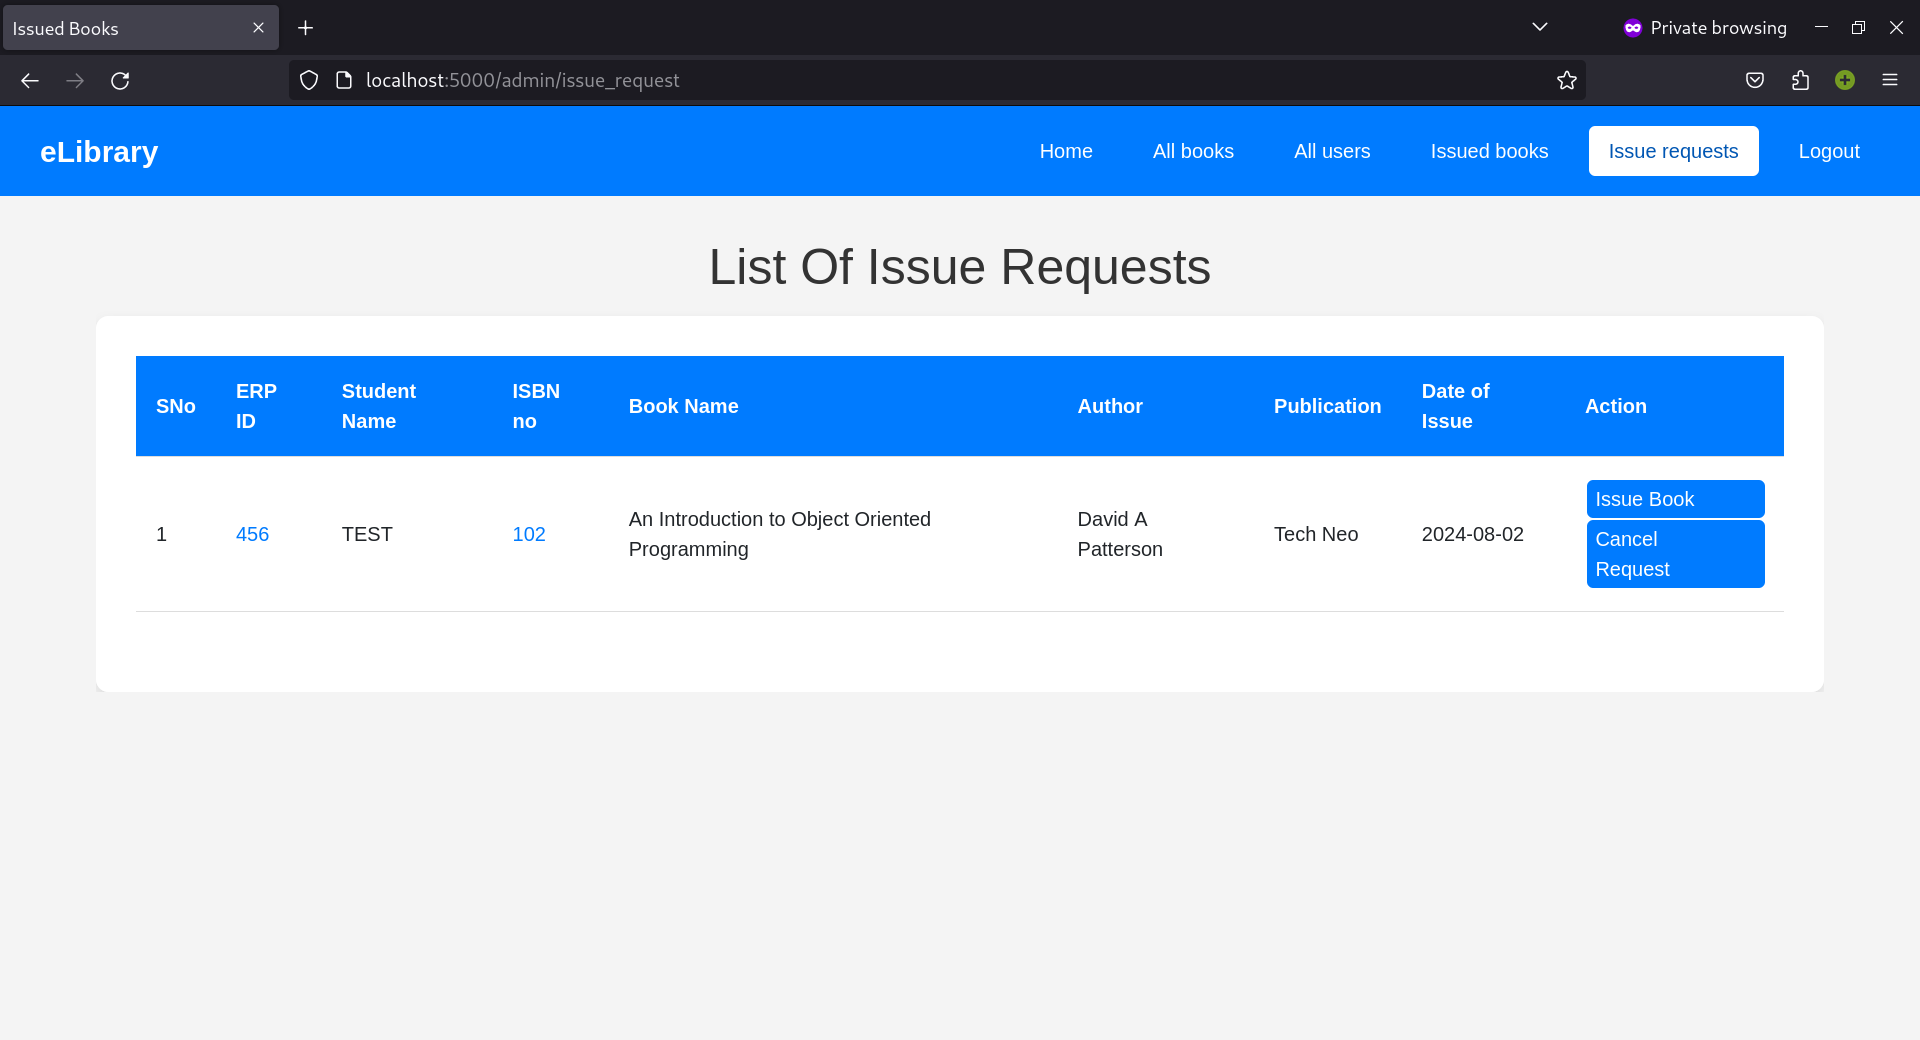 Issued Books
Private browsing
localhost:5000/admin/issue_request
eLibrary
Home
All books
All users
Issued books
Issue requests
Logout
List Of Issue Requests
SNo
ERP
ID
Student
Name
ISBN
no
Book Name
Author
Publication
Date of
Issue
Action
1
456
TEST
102
An Introduction to Object Oriented
Programming
David A
Patterson
Tech Neo
2024-08-02
Issue Book
Cancel
Request